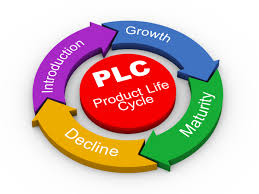 PLC
Product Life
Cycle
Introduction
Growth
Maturity
Decline